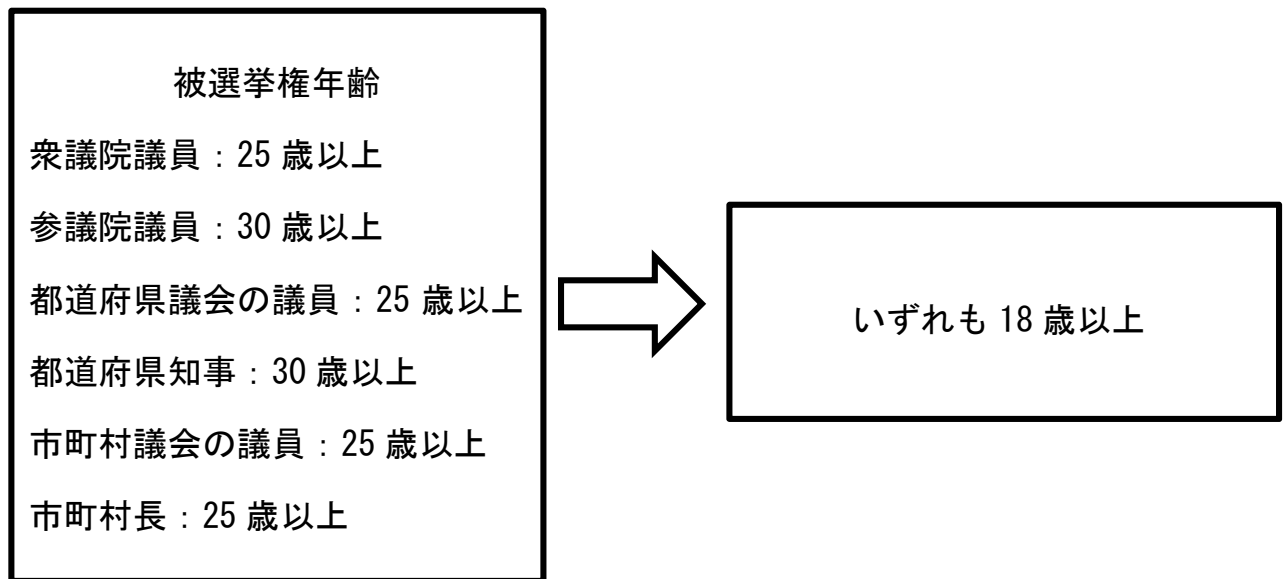 被選挙権年齢
衆議院議員：25 歳以上
参議院議員：30 歳以上
都道府県議会の議員：25 歳以上
都道府県知事：30 歳以上
市町村議会の議員：25 歳以上
市町村長：25 歳以上
いずれも 18 歳以上